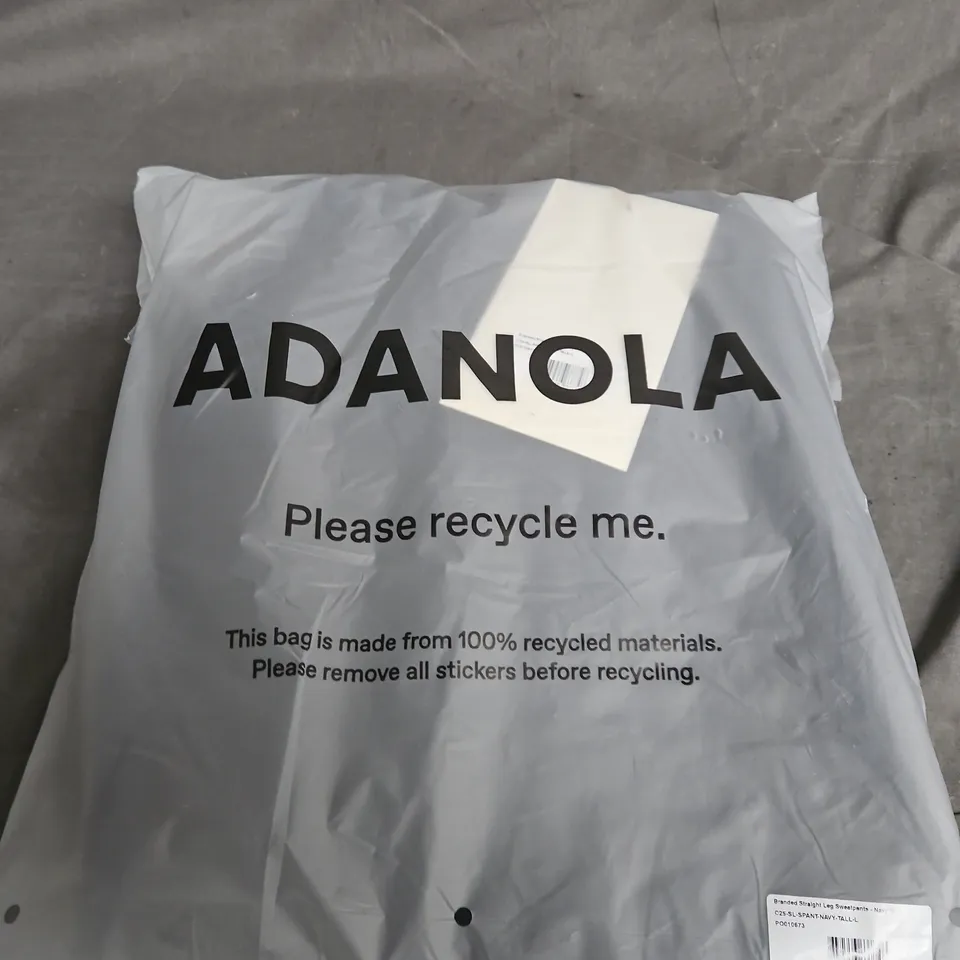 ADANOLA
Please recycle me.
This bag is made from 100% recycled materials.
Please remove all stickers before recycling.
Branded Straight Leg Sweatpants - Navy
C25-SL-SPANT-NAVY-TALL-L
PO010673